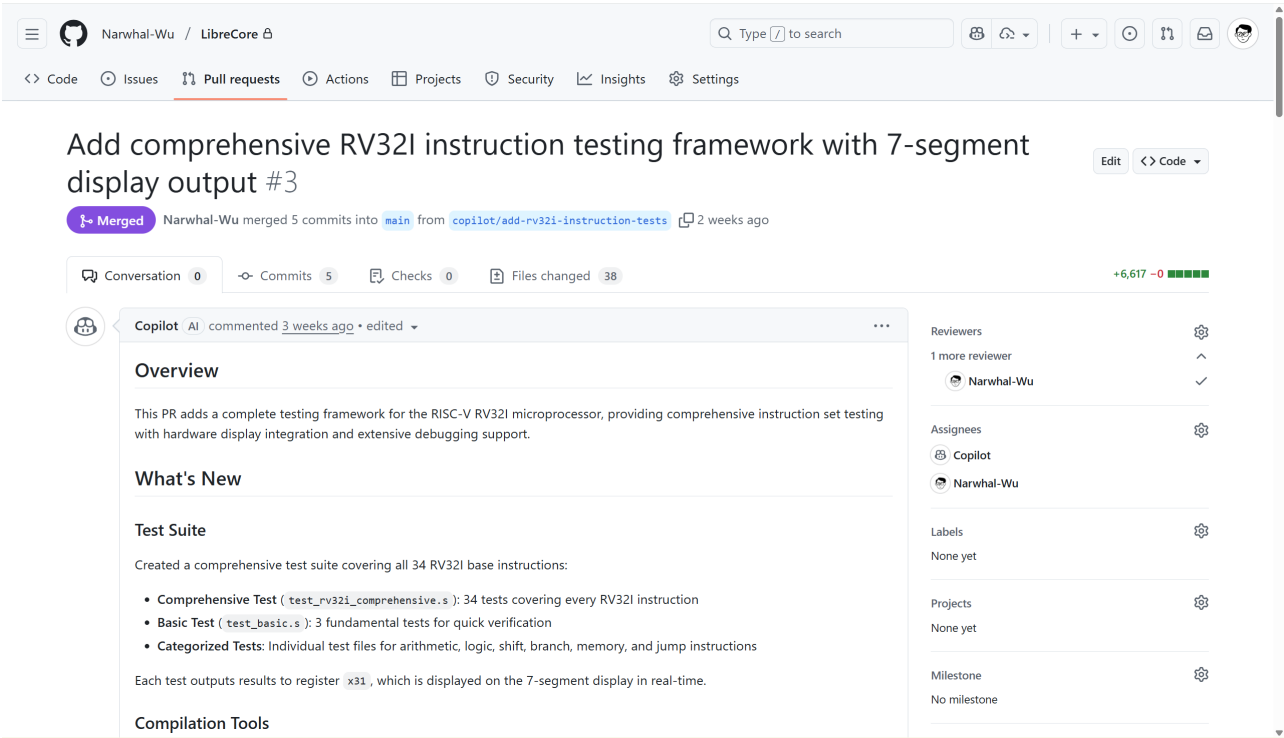 Narwhal-Wu / LibreCore
Type / to search
Code
Issues
Pull requests
Actions
Projects
Security
Insights
Settings
Add comprehensive RV32I instruction testing framework with 7-segment
display output #3
Edit
Code
Merged
Narwhal-Wu merged 5 commits into main from copilot/add-rv32i-instruction-tests 2 weeks ago
Conversation 0
Commits 5
Checks 0
Files changed 38
+6,617 −0
Copilot AI commented 3 weeks ago • edited
Overview
This PR adds a complete testing framework for the RISC-V RV32I microprocessor, providing comprehensive instruction set testing
with hardware display integration and extensive debugging support.
What's New
Test Suite
Created a comprehensive test suite covering all 34 RV32I base instructions:
• Comprehensive Test ( test_rv32i_comprehensive.s ): 34 tests covering every RV32I instruction
• Basic Test ( test_basic.s ): 3 fundamental tests for quick verification
• Categorized Tests: Individual test files for arithmetic, logic, shift, branch, memory, and jump instructions
Each test outputs results to register x31 , which is displayed on the 7-segment display in real-time.
Compilation Tools
Reviewers
1 more reviewer
Narwhal-Wu
Assignees
Copilot
Narwhal-Wu
Labels
None yet
Projects
None yet
Milestone
No milestone